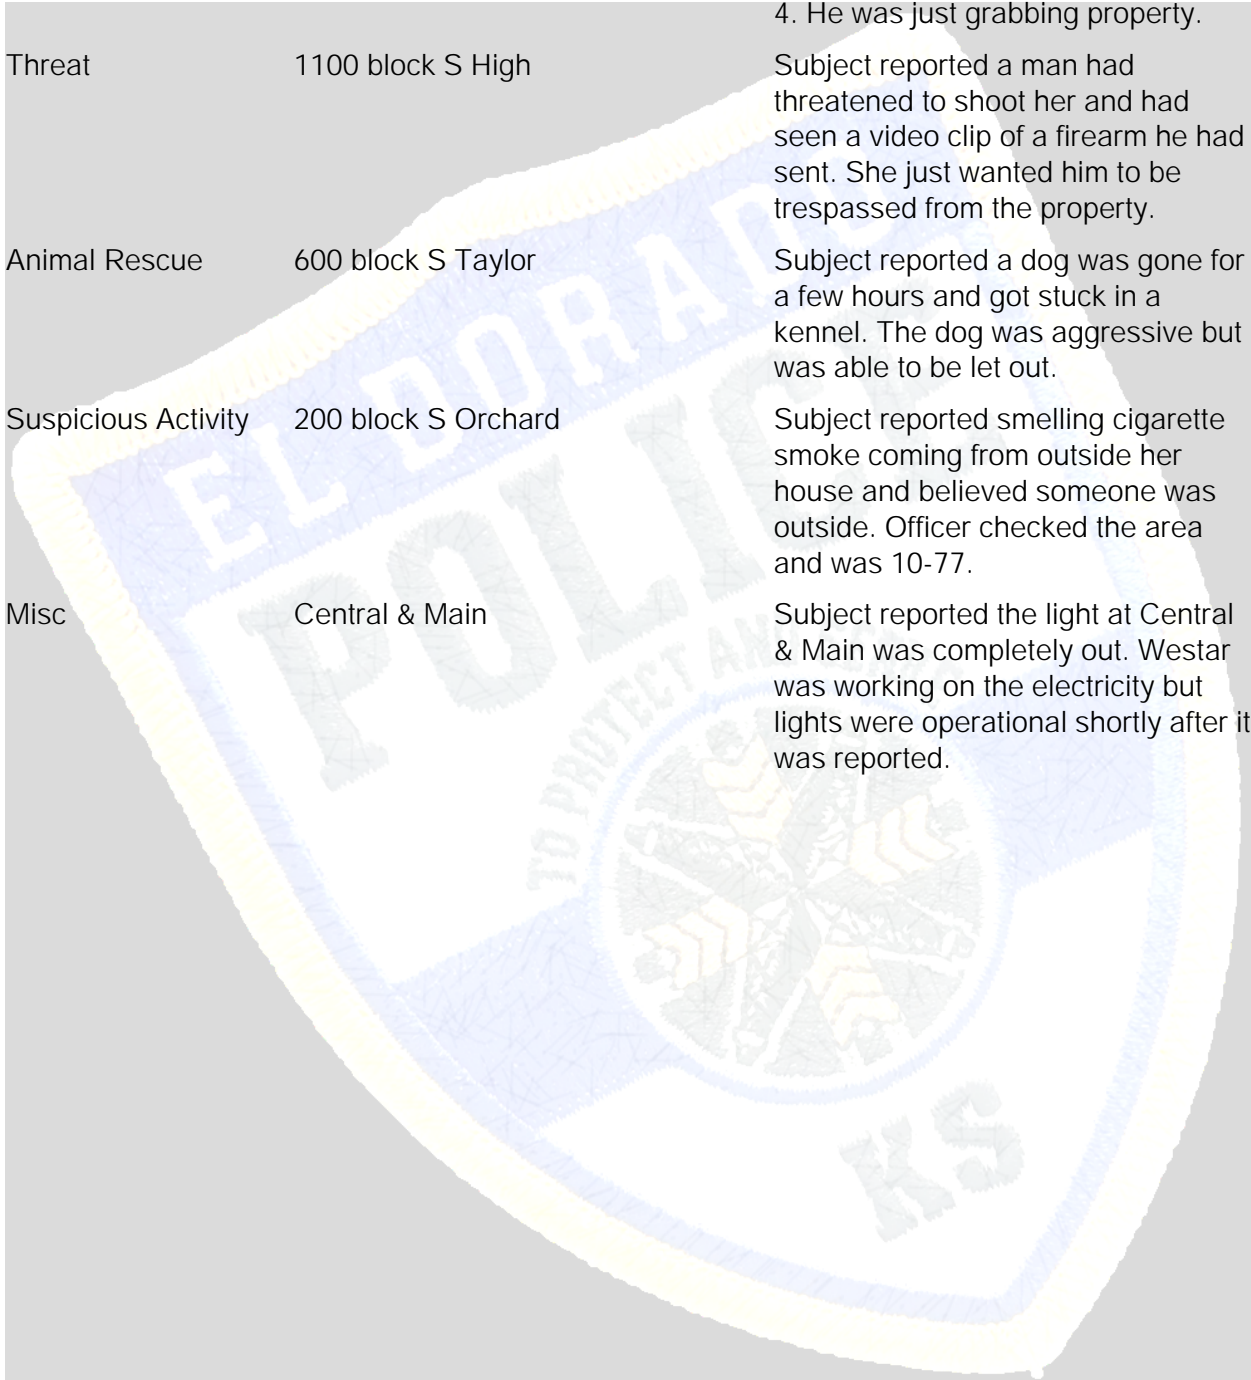 4. He was just grabbing property.
Threat 1100 block S High Subject reported a man had
threatened to shoot her and had
seen a video clip of a firearm he had
sent. She just wanted him to be
trespassed from the property.
Animal Rescue 600 block S Taylor Subject reported a dog was gone for
a few hours and got stuck in a
kennel. The dog was aggressive but
was able to be let out.
Suspicious Activity 200 block S Orchard Subject reported smelling cigarette
smoke coming from outside her
house and believed someone was
outside. Officer checked the area
and was 10-77.
Misc Central & Main Subject reported the light at Central
& Main was completely out. Westar
was working on the electricity but
lights were operational shortly after it
was reported.
EL DORADO
POLICE
TO PROTECT AND
KS